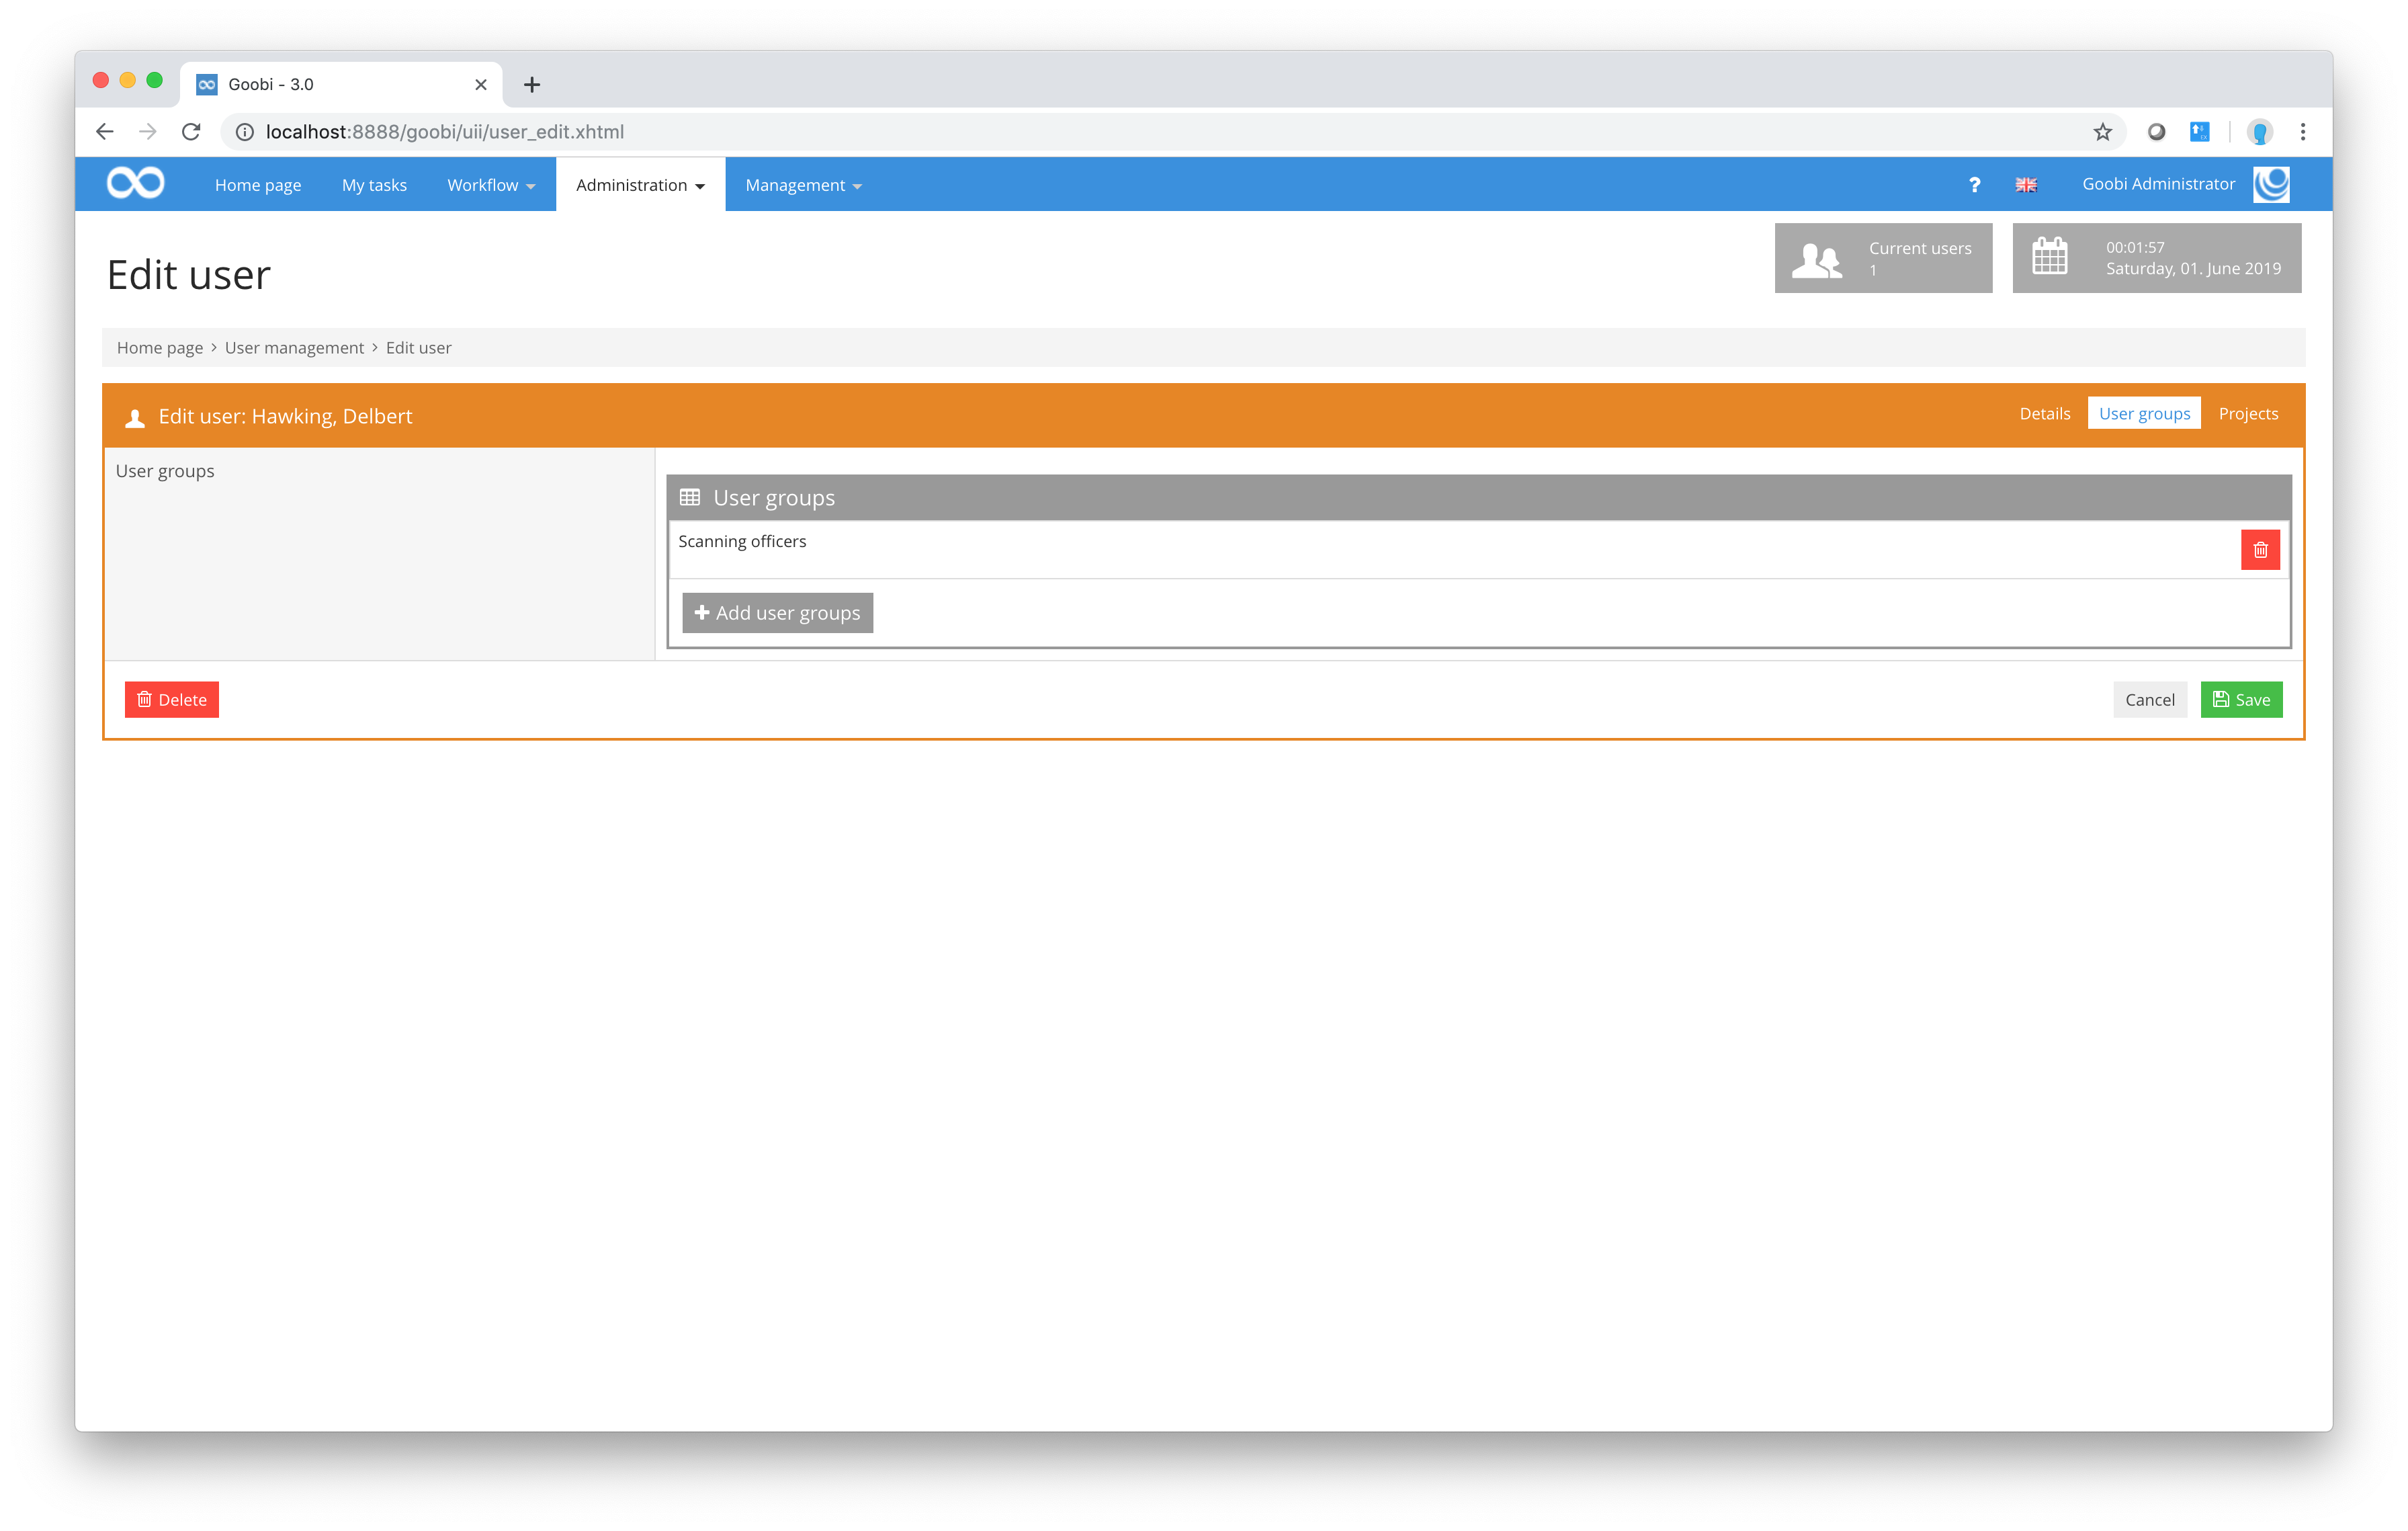 Goobi - 3.0
localhost:8888/goobi/uii/user_edit.xhtml
Home page My tasks Workflow Administration Management ? Goobi Administrator
Edit user
Current users
1
00:01:57
Saturday, 01. June 2019
Home page > User management > Edit user
Edit user: Hawking, Delbert
Details User groups Projects
User groups
User groups
Scanning officers
Add user groups
Delete
Cancel Save